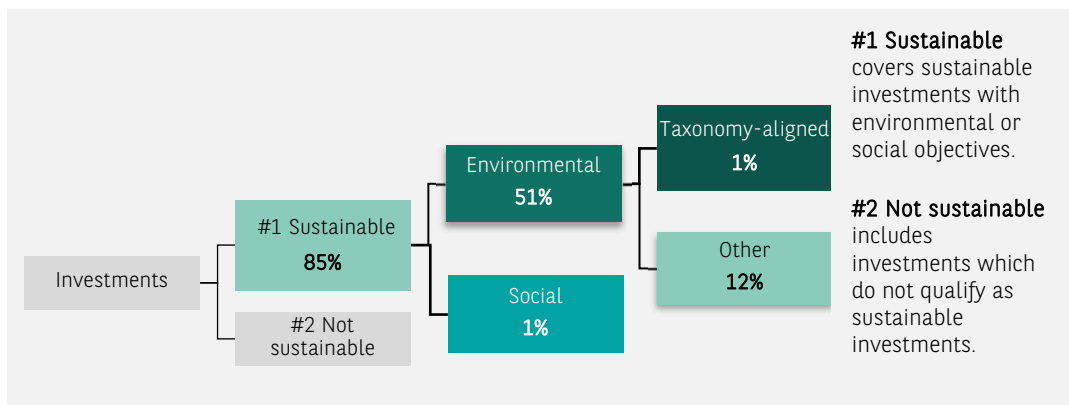 Investments
#1 Sustainable
85%
#2 Not
sustainable
Environmental
51%
Social
1%
Taxonomy-aligned
1%
Other
12%
#1 Sustainable
covers sustainable
investments with
environmental or
social objectives.
#2 Not sustainable
includes
investments which
do not qualify as
sustainable
investments.